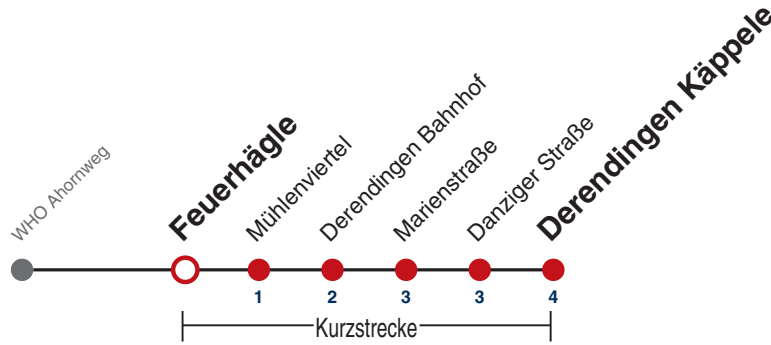 WHO Ahornweg
Feuerhägle
Mühlenviertel
Derendingen Bahnhof
Marienstraße
Danziger Straße
Derendingen Käppele
1 2 3 3 4
Kurzstrecke